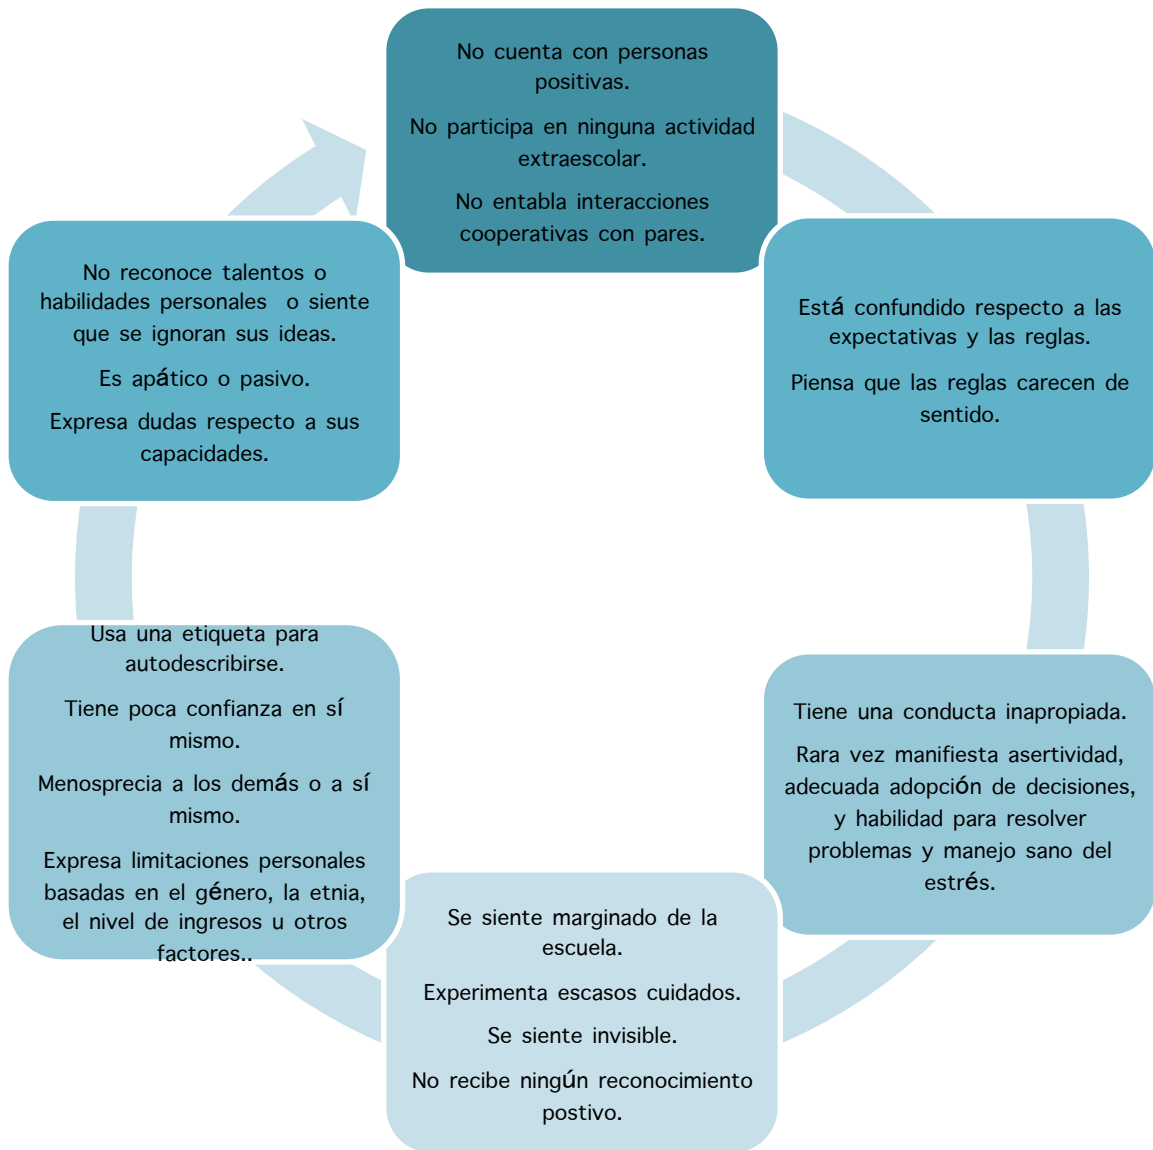 No cuenta con personas
positivas.
No participa en ninguna actividad
extraescolar.
No entabla interacciones
cooperativas con pares.
Está confundido respecto a las
expectativas y las reglas.
Piensa que las reglas carecen de
sentido.
Tiene una conducta inapropiada.
Rara vez manifiesta asertividad,
adecuada adopción de decisiones,
y habilidad para resolver
problemas y manejo sano del
estrés.
Se siente marginado de la
escuela.
Experimenta escasos cuidados.
Se siente invisible.
No recibe ningún reconocimiento
postivo.
Usa una etiqueta para
autodescribirse.
Tiene poca confianza en sí
mismo.
Menosprecia a los demás o a sí
mismo.
Expresa limitaciones personales
basadas en el género, la etnia,
el nivel de ingresos u otros
factores..
No reconoce talentos o
habilidades personales o siente
que se ignoran sus ideas.
Es apático o pasivo.
Expresa dudas respecto a sus
capacidades.